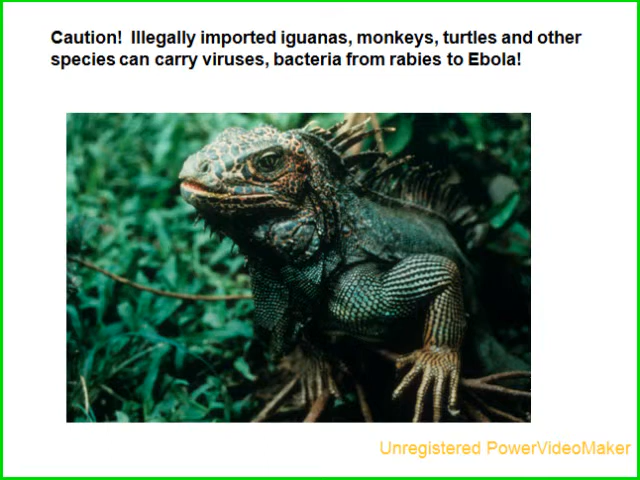 Caution!  Illegally imported iguanas, monkeys, turtles and other
species can carry viruses, bacteria from rabies to Ebola!
Unregistered PowerVideoMaker